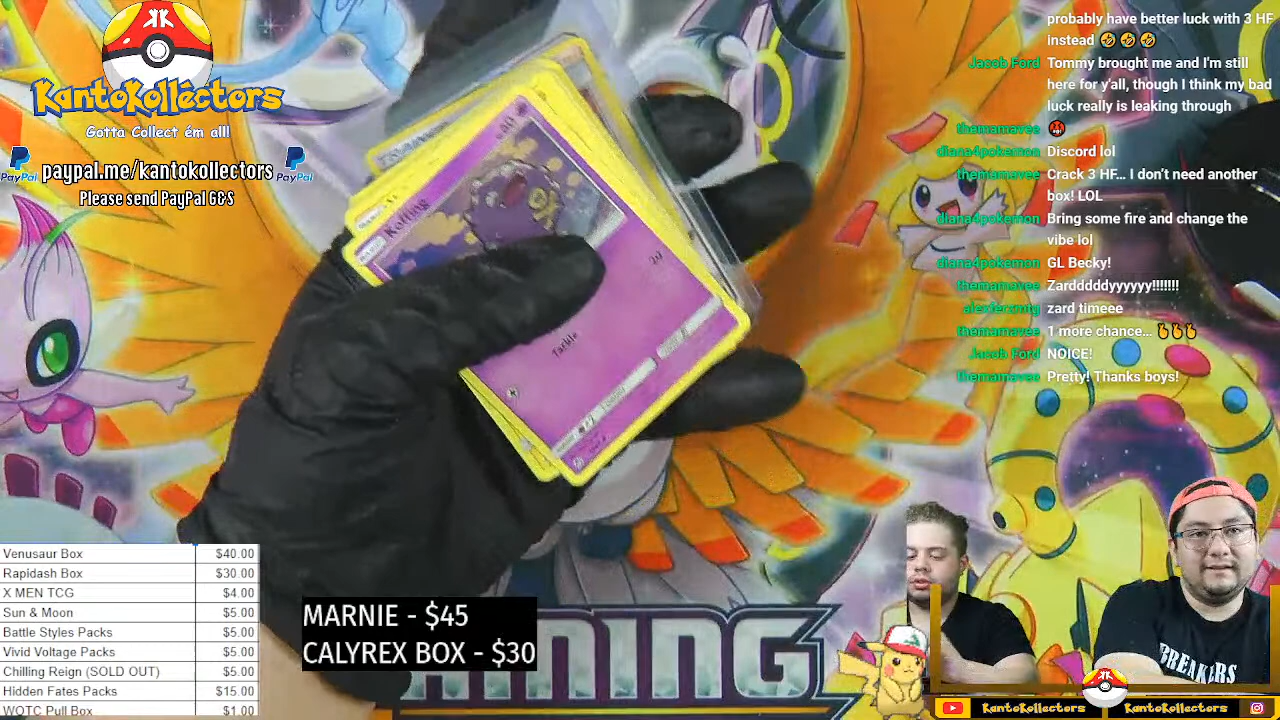 KantoKollectors
Gotta Collect ém all!
PayPal paypal.me/kantokollectors PayPal
Please send PayPal G&S
probably have better luck with 3 HF
instead 🤣 🤣 🤣
Jacob Ford Tommy brought me and I'm still
here for y'all, though I think my bad
luck really is leaking through
themamavee
diana4pokemon Discord lol
themamavee Crack 3 HF… I don't need another
box! LOL
diana4pokemon Bring some fire and change the
vibe lol
diana4pokemon GL Becky!
themamavee Zardddddyyyyyy!!!!!!!
alexfersmtg zard timeee
themamavee 1 more chance…
Jacob Ford NOICE!
themamavee Pretty! Thanks boys!
Koffing
Tackle
Venusaur Box $40.00
Rapidash Box $30.00
X MEN TCG $4.00
Sun & Moon $5.00
Battle Styles Packs $5.00
Vivid Voltage Packs $5.00
Chilling Reign (SOLD OUT) $5.00
Hidden Fates Packs $15.00
WOTC Pull Box $1.00
MARNIE - $45
CALYREX BOX - $30
BREAKERS
KantoKollectors KantoKollectors